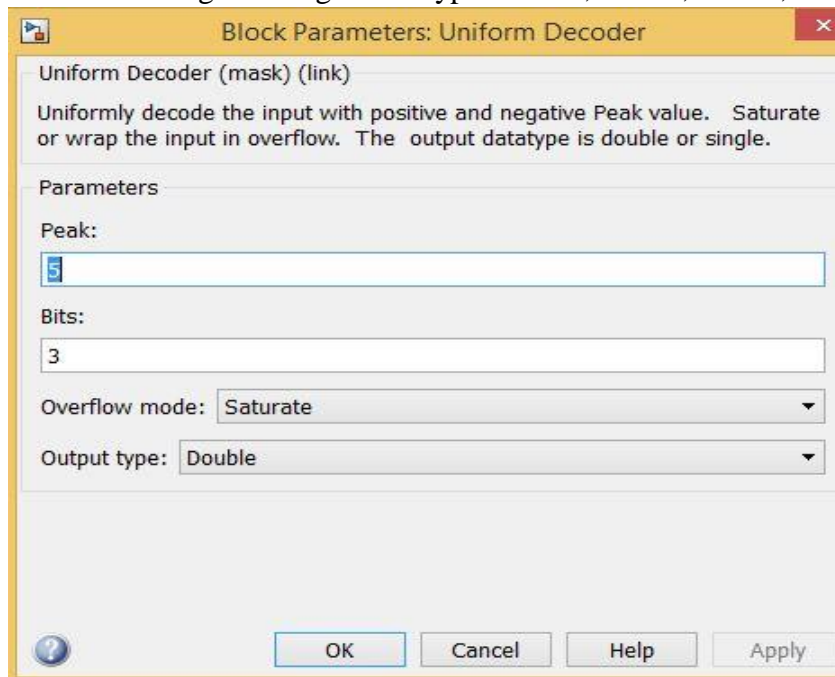 Block Parameters: Uniform Decoder
Uniform Decoder (mask) (link)
Uniformly decode the input with positive and negative Peak value. Saturate
or wrap the input in overflow. The output datatype is double or single.
Parameters
Peak:
5
Bits:
3
Overflow mode: Saturate
Output type: Double
OK Cancel Help Apply